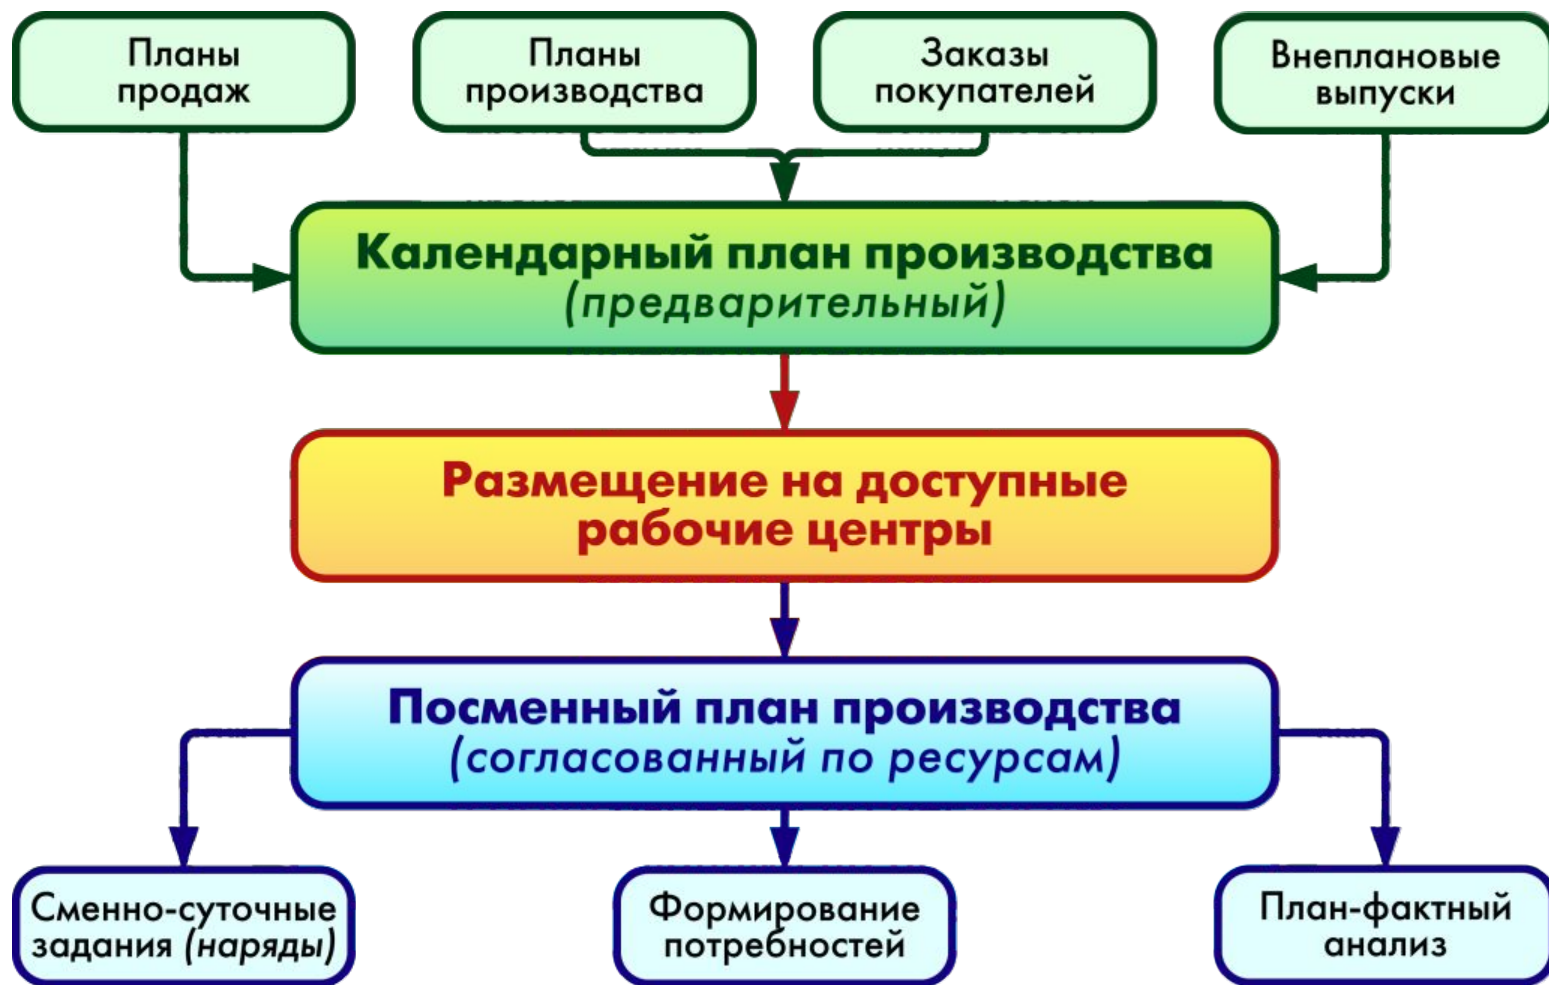 Планы
продаж
Планы
производства
Заказы
покупателей
Внеплановые
выпуски
Календарный план производства
(предварительный)
Размещение на доступные
рабочие центры
Посменный план производства
(согласованный по ресурсам)
Сменно-суточные
задания (наряды)
Формирование
потребностей
План-фактный
анализ